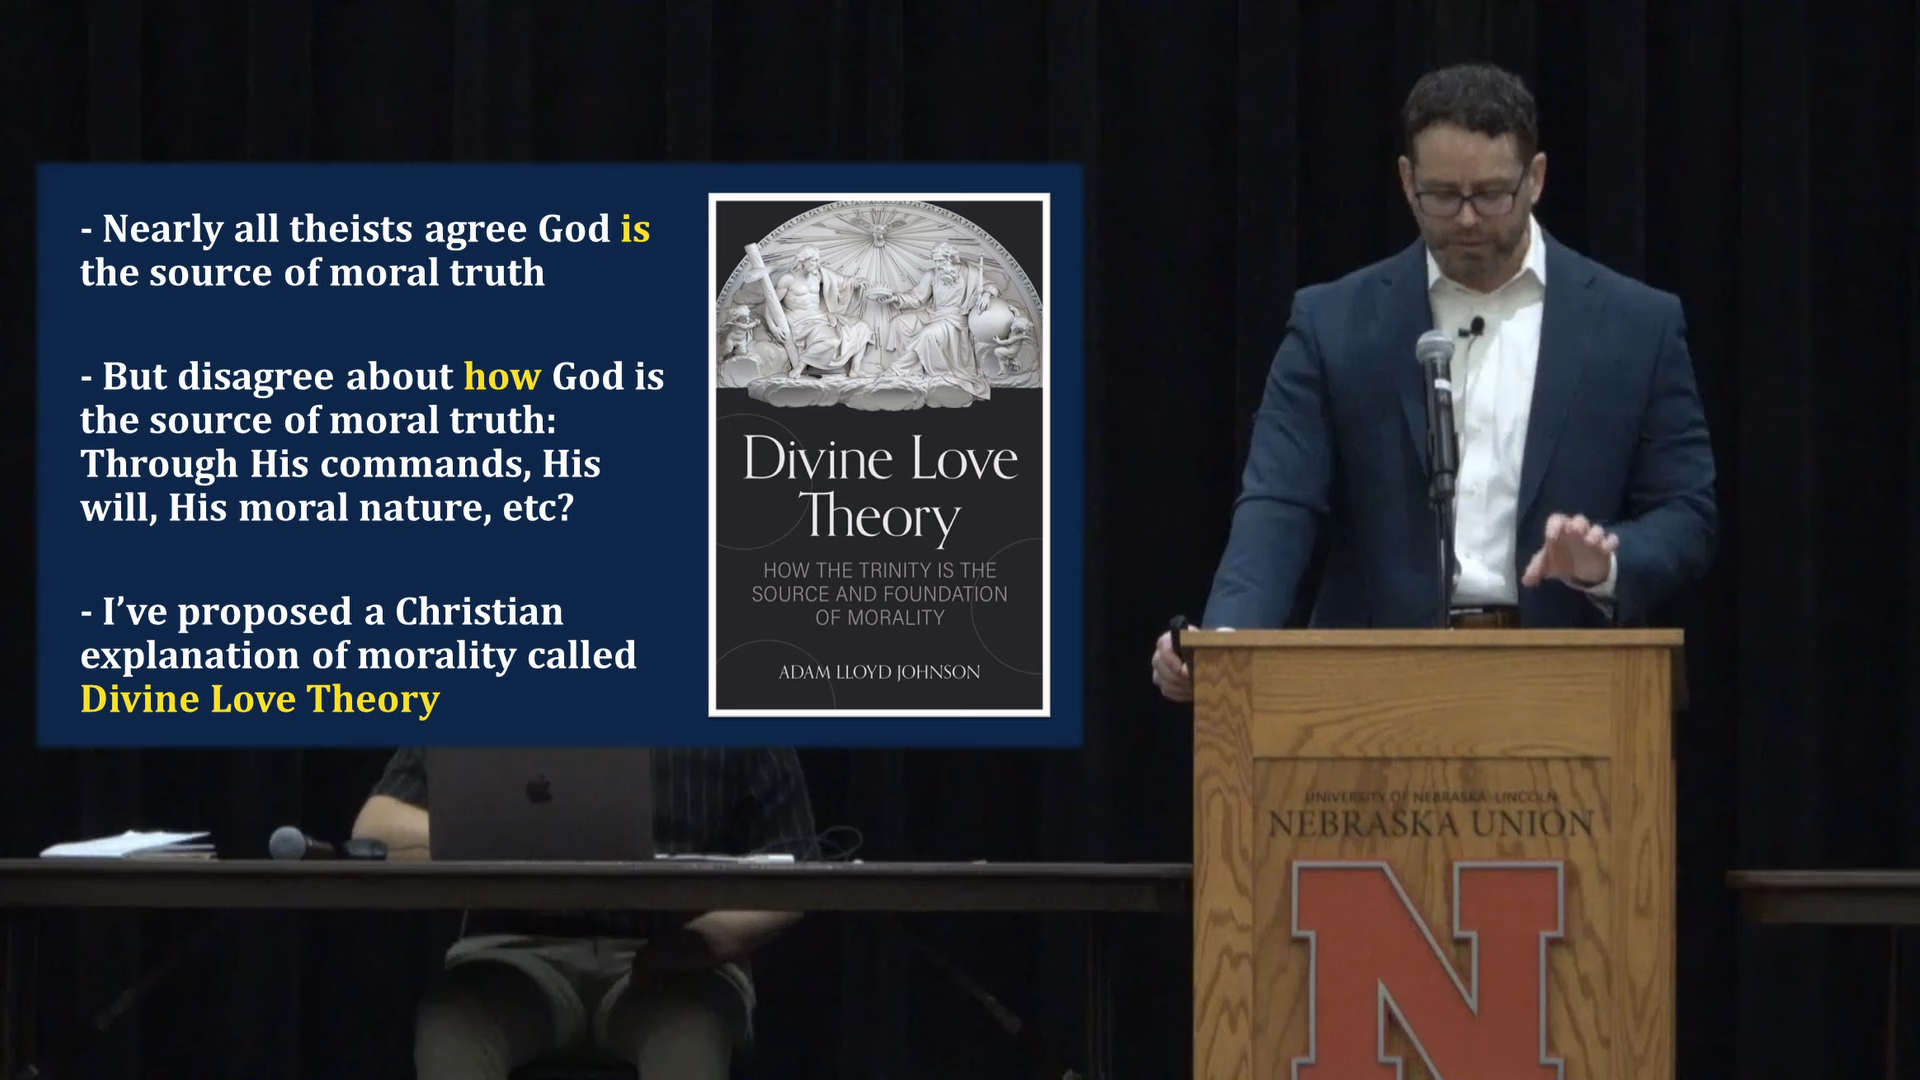 - Nearly all theists agree God is
the source of moral truth
- But disagree about how God is
the source of moral truth:
Through His commands, His
will, His moral nature, etc?
- I’ve proposed a Christian
explanation of morality called
Divine Love Theory
Divine Love
Theory
HOW THE TRINITY IS THE
SOURCE AND FOUNDATION
OF MORALITY
ADAM LLOYD JOHNSON
UNIVERSITY OF NEBRASKA-LINCOLN
NEBRASKA UNION
N